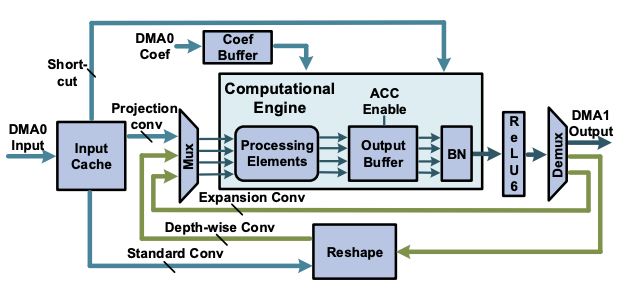 DMA0
Coef
Coef
Buffer
Short-
cut
Computational
Engine
ACC
Enable
Projection
conv
DMA0
Input
Input
Cache
Mux
Processing
Elements
Output
Buffer
BN
ReLU6
Demux
DMA1
Output
Expansion Conv
Depth-wise Conv
Standard Conv
Reshape